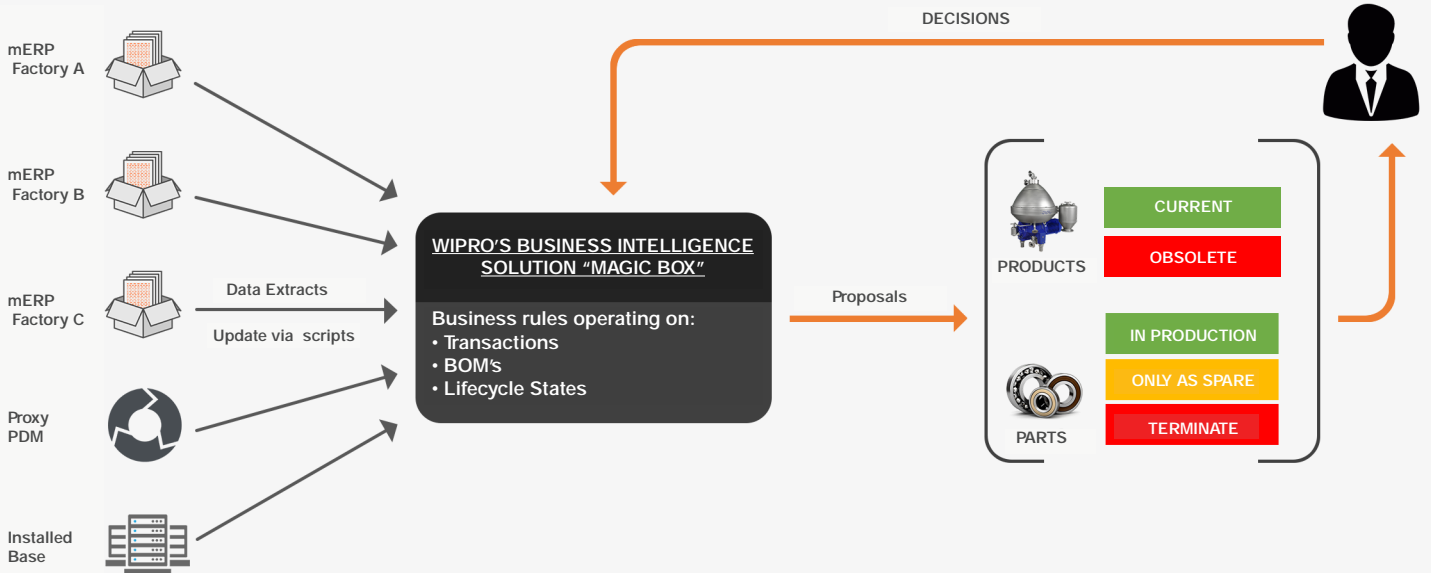 DECISIONS
mERP
Factory A
mERP
Factory B
mERP
Factory C
Data Extracts
Update via scripts
Proxy
PDM
Installed
Base
WIPRO'S BUSINESS INTELLIGENCE
SOLUTION “MAGIC BOX”
Business rules operating on:
• Transactions
• BOM's
• Lifecycle States
Proposals
PRODUCTS
CURRENT
OBSOLETE
PARTS
IN PRODUCTION
ONLY AS SPARE
TERMINATE